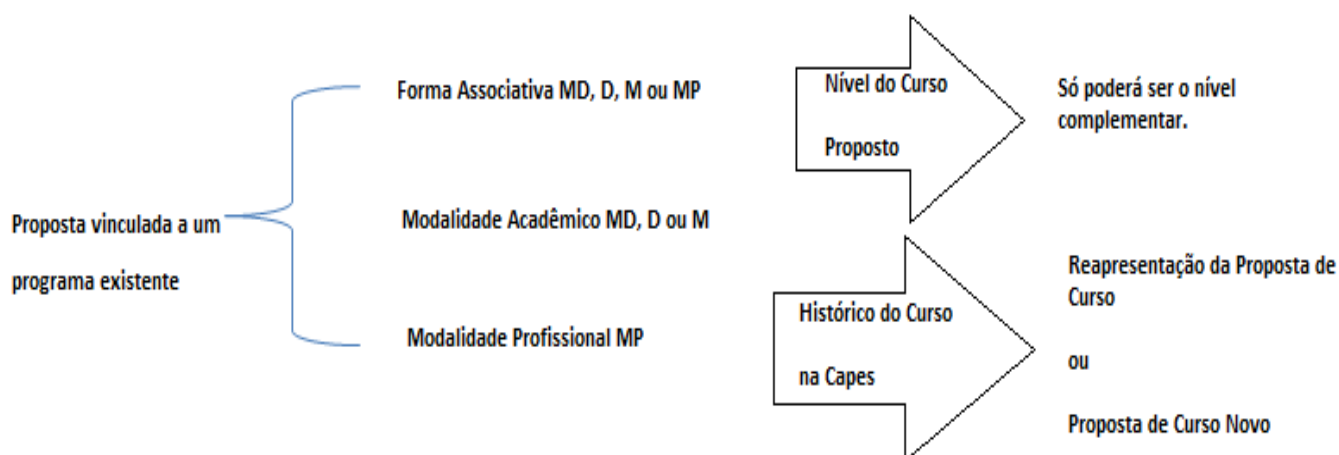 Proposta vinculada a um
programa existente
Forma Associativa MD, D, M ou MP
Modalidade Acadêmico MD, D ou M
Modalidade Profissional MP
Nível do Curso
Proposto
Só poderá ser o nível
complementar.
Histórico do Curso
na Capes
Reapresentação da Proposta de
Curso
ou
Proposta de Curso Novo